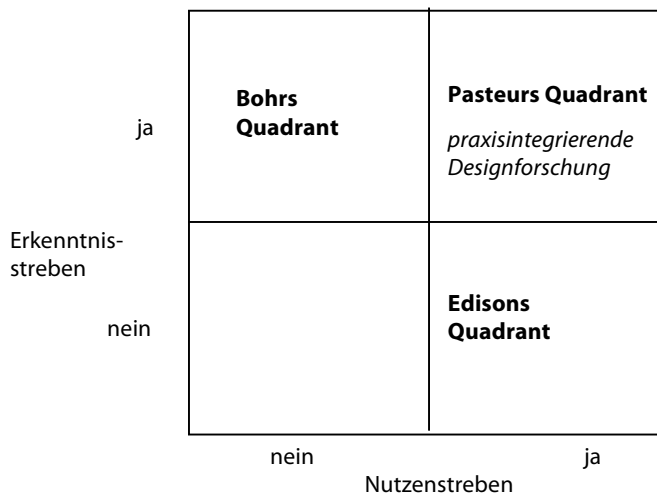 Bohrs
Quadrant
Pasteurs Quadrant
praxisintegrierende
Designforschung
ja
Erkenntnis-
streben
nein
Edisons
Quadrant
nein
ja
Nutzenstreben